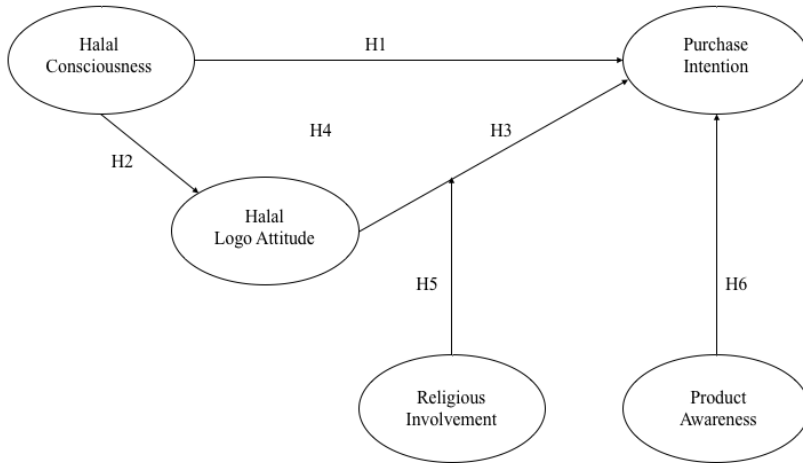 Halal
Consciousness
H1
Purchase
Intention
H4
H3
H2
Halal
Logo Attitude
H5
H6
Religious
Involvement
Product
Awareness